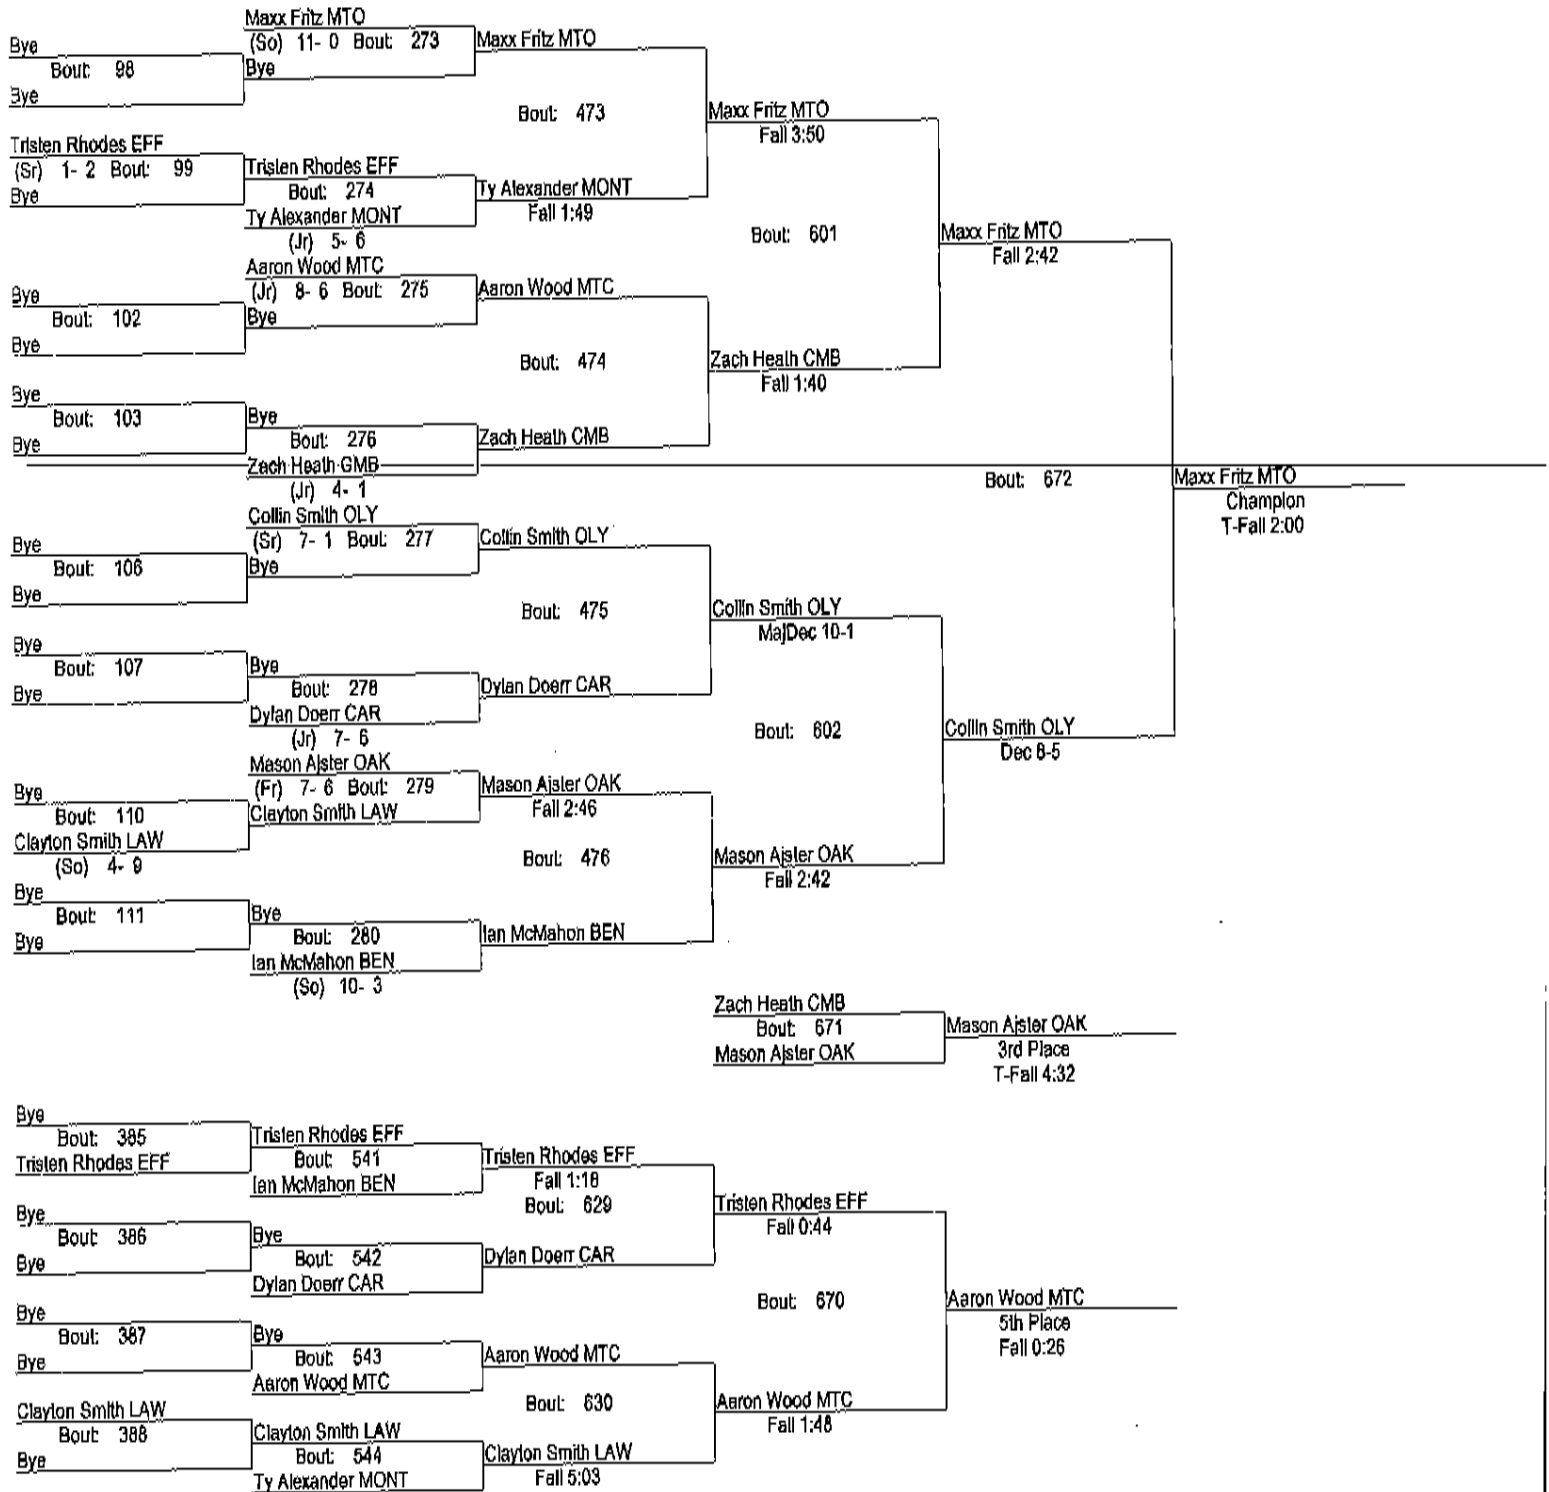 Maxx Fritz MTO
(So) 11- 0 Bout: 273
Maxx Fritz MTO
Bye
Bout: 98
Bye
Bye
Bout: 473
Maxx Fritz MTO
Fall 3:50
Tristen Rhodes EFF
(Sr) 1- 2 Bout: 99
Bye
Tristen Rhodes EFF
Bout: 274
Ty Alexander MONT
(Jr) 5- 6
Ty Alexander MONT
Fall 1:49
Bout: 601
Maxx Fritz MTO
Fall 2:42
Aaron Wood MTC
(Jr) 8- 6 Bout: 275
Aaron Wood MTC
Bye
Bout: 102
Bye
Bye
Bout: 474
Zach Heath CMB
Fall 1:40
Bye
Bout: 103
Bye
Bye
Bout: 276
Zach Heath CMB
Zach Heath CMB
(Jr) 4- 1
Bout: 672
Maxx Fritz MTO
Champion
T-Fall 2:00
Collin Smith OLY
(Sr) 7- 1 Bout: 277
Collin Smith OLY
Bye
Bout: 106
Bye
Bye
Bout: 475
Collin Smith OLY
MajDec 10-1
Bye
Bout: 107
Bye
Bye
Bout: 278
Dylan Doerr CAR
Dylan Doerr CAR
(Jr) 7- 6
Bout: 602
Collin Smith OLY
Dec 8-5
Mason Ajster OAK
(Fr) 7- 6 Bout: 279
Mason Ajster OAK
Fall 2:46
Bye
Bout: 110
Clayton Smith LAW
Clayton Smith LAW
(So) 4- 9
Bout: 476
Mason Ajster OAK
Fall 2:42
Bye
Bout: 111
Bye
Bye
Bout: 280
Ian McMahon BEN
Ian McMahon BEN
(So) 10- 3
Zach Heath CMB
Bout: 671
Mason Ajster OAK
Mason Ajster OAK
3rd Place
T-Fall 4:32
Bye
Bout: 385
Tristen Rhodes EFF
Tristen Rhodes EFF
Bout: 541
Ian McMahon BEN
Tristen Rhodes EFF
Fall 1:18
Bout: 629
Tristen Rhodes EFF
Fall 0:44
Bye
Bout: 386
Bye
Bye
Bout: 542
Dylan Doerr CAR
Dylan Doerr CAR
Bout: 670
Aaron Wood MTC
5th Place
Fall 0:26
Bye
Bout: 387
Bye
Bye
Bout: 543
Aaron Wood MTC
Aaron Wood MTC
Bout: 630
Aaron Wood MTC
Fall 1:48
Clayton Smith LAW
Bout: 388
Bye
Clayton Smith LAW
Bout: 544
Ty Alexander MONT
Clayton Smith LAW
Fall 5:03